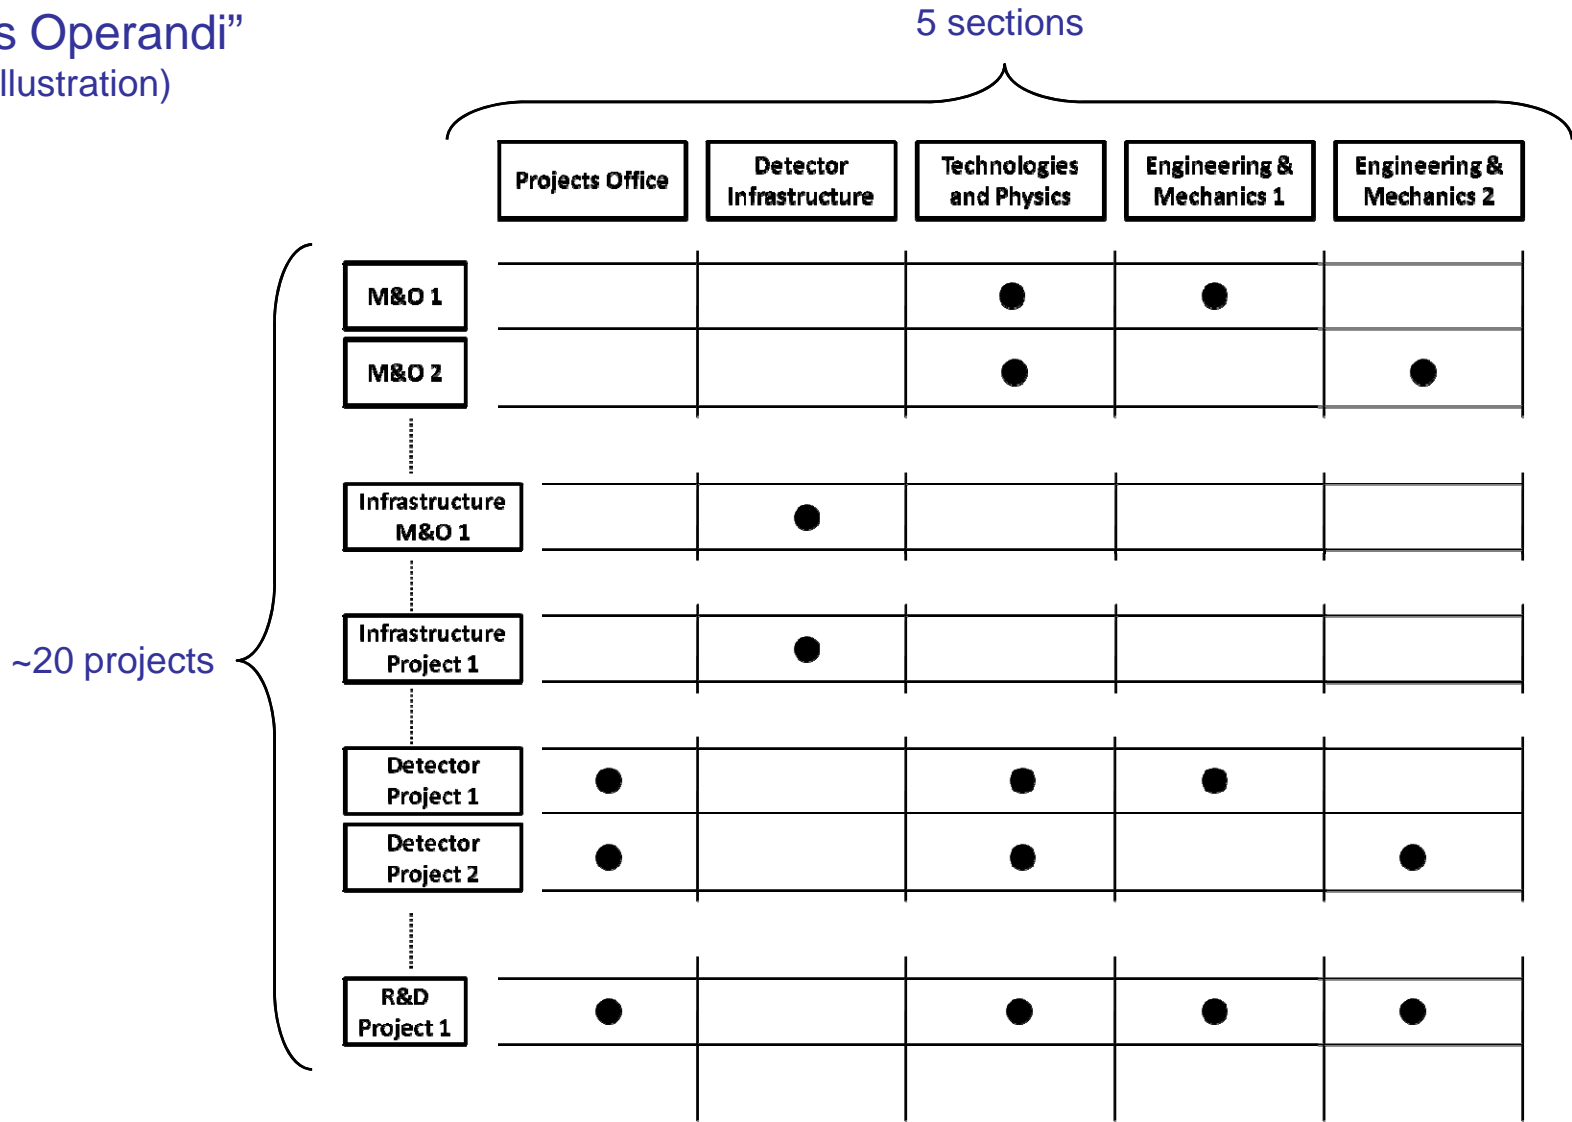 s Operandi”
llustration)
5 sections
Projects Office
Detector
Infrastructure
Technologies
and Physics
Engineering &
Mechanics 1
Engineering &
Mechanics 2
M&O 1
M&O 2
Infrastructure
M&O 1
Infrastructure
Project 1
~20 projects
Detector
Project 1
Detector
Project 2
R&D
Project 1